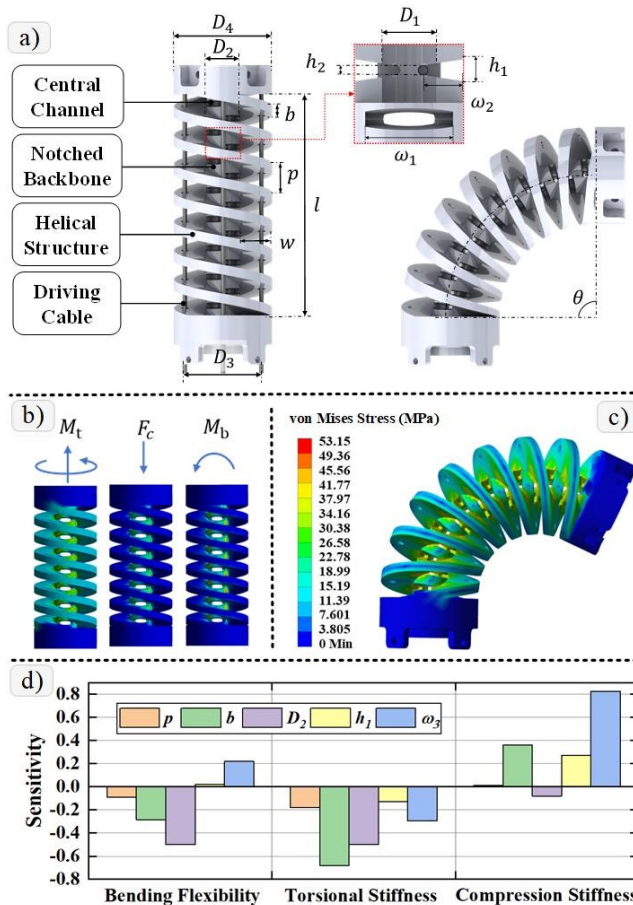 a)
D₄
D₂
D₁
h₂
h₁
ω₂
ω₁
b
p
l
w
θ
D₃
Central
Channel
Notched
Backbone
Helical
Structure
Driving
Cable
b)
Mₜ
F_c
M_b
c)
von Mises Stress (MPa)
53.15
49.36
45.56
41.77
37.97
34.16
30.38
26.58
22.78
18.99
15.19
11.39
7.601
3.805
0 Min
d)
Sensitivity
0.8
0.6
0.4
0.2
0.0
-0.2
-0.4
-0.6
-0.8
p b D₂ h₁ ω₃
Bending Flexibility Torsional Stiffness Compression Stiffness